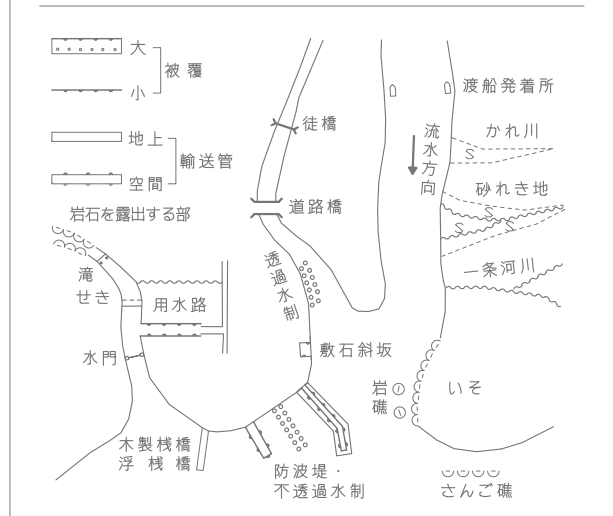 大
被覆
小
地上
輸送管
空間
岩石を露出する部
滝
せき
用水路
水門
木製桟橋
浮桟橋
徒橋
道路橋
透過水制
敷石斜坂
防波堤・
不透過水制
渡船発着所
流水方向
かれ川
S
砂れき地
S
S
一条河川
岩礁
いそ
さんご礁